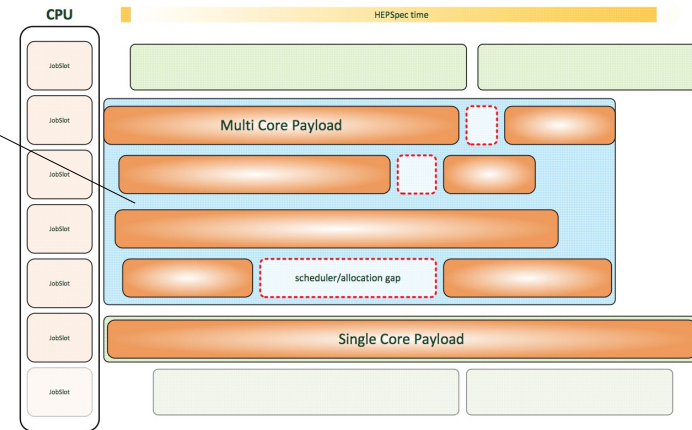 CPU
HEPSpec time
JobSlot
JobSlot
Multi Core Payload
JobSlot
JobSlot
JobSlot
scheduler/allocation gap
JobSlot
Single Core Payload
JobSlot